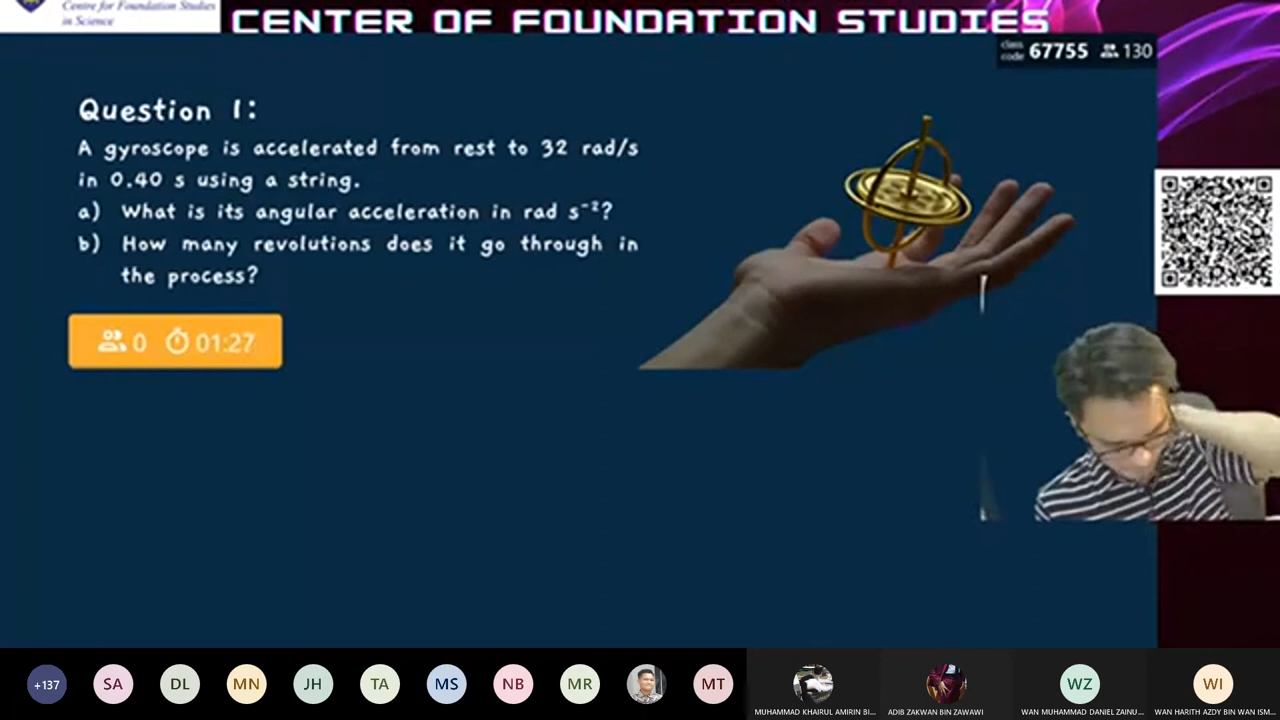 Centre for Foundation Studies
in Science
CENTER OF FOUNDATION STUDIES
class
code 67755 130
Question 1:
A gyroscope is accelerated from rest to 32 rad/s
in 0.40 s using a string.
a) What is its angular acceleration in rad s⁻²?
b) How many revolutions does it go through in
the process?
0 01:27
+137 SA DL MN JH TA MS NB MR MT WZ WI
MUHAMMAD KHAIRUL AMIRIN BI... ADIB ZAKWAN BIN ZAWAWI WAN MUHAMMAD DANIEL ZAINU... WAN HARITH AZDY BIN WAN ISM...